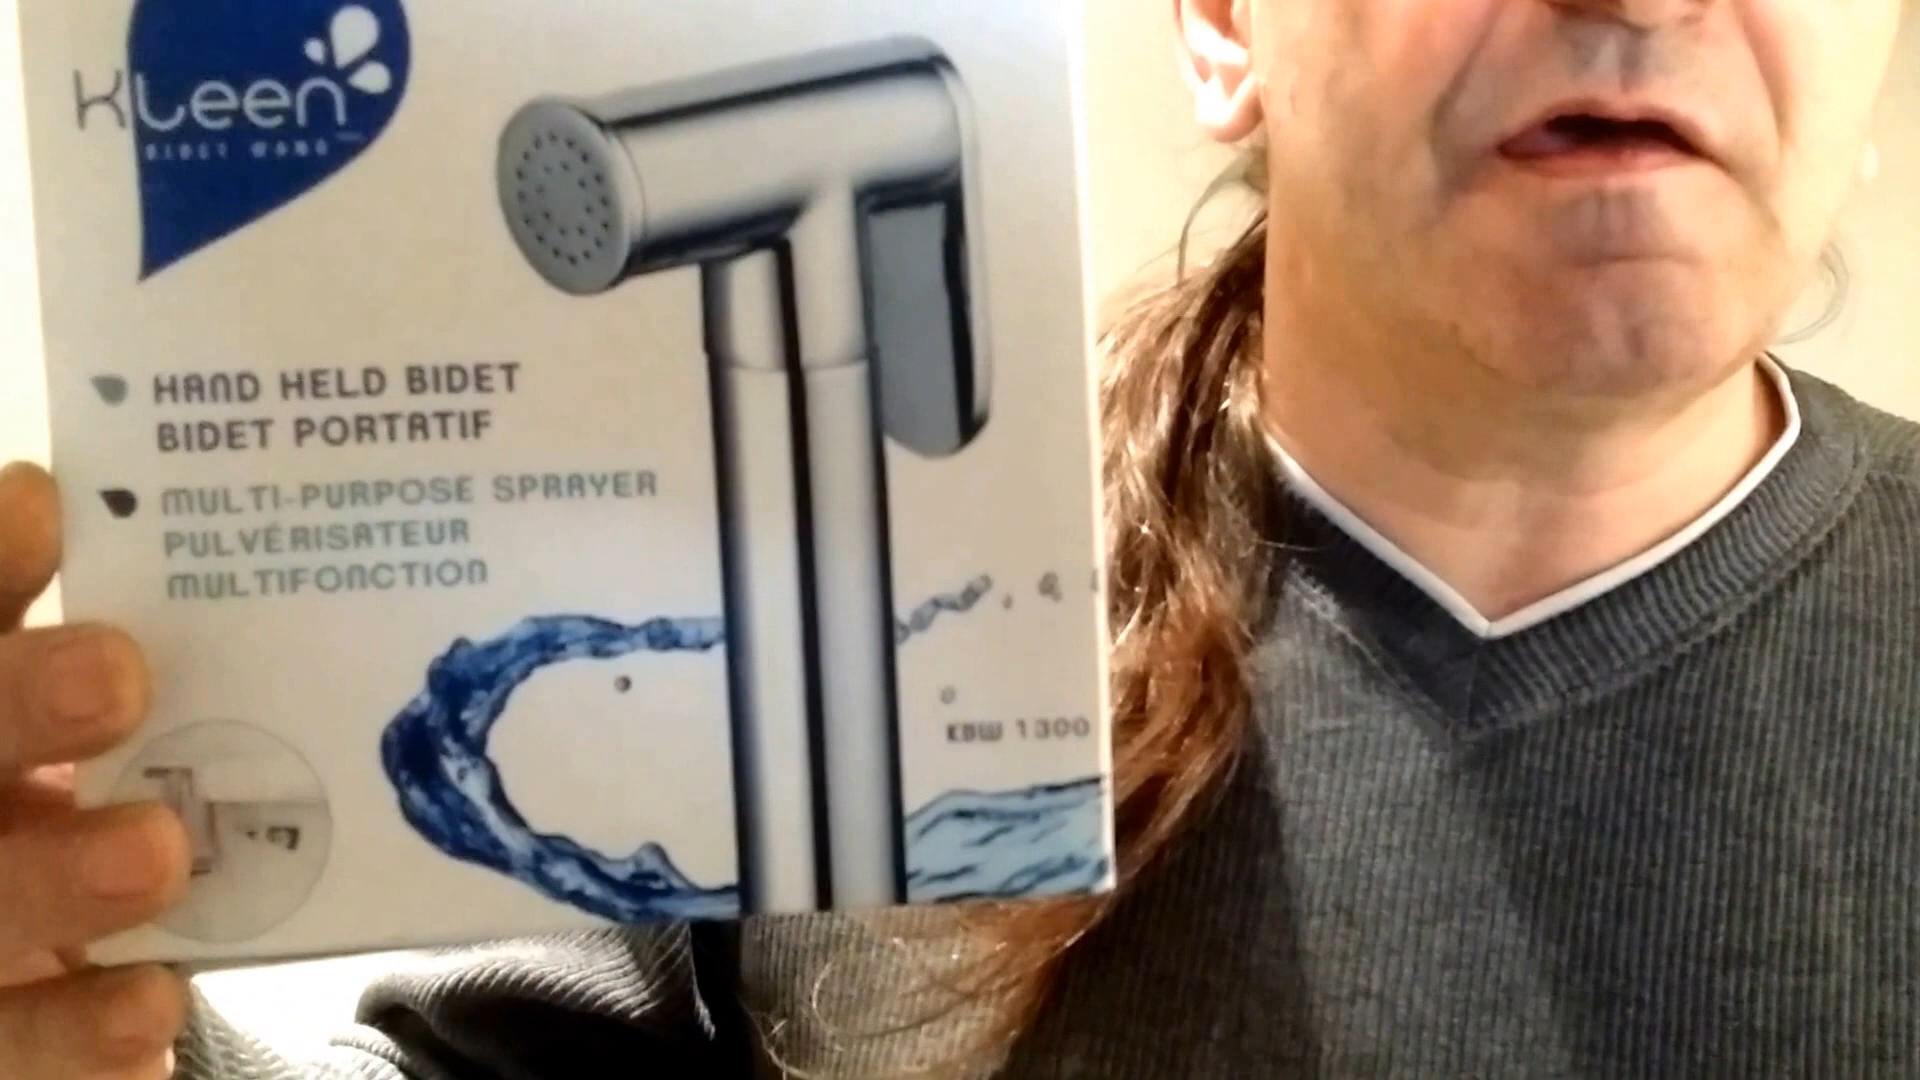 Kleen
BIDET WAND
HAND HELD BIDET
BIDET PORTATIF
MULTI-PURPOSE SPRAYER
PULVÉRISATEUR
MULTIFONCTION
KBW 1300